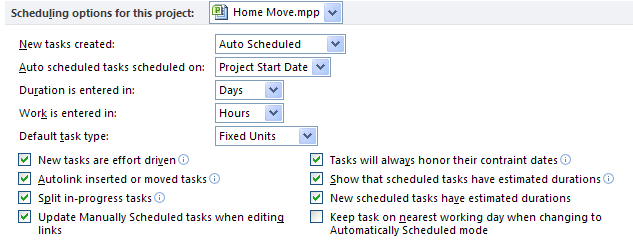 Scheduling options for this project: Home Move.mpp
New tasks created: Auto Scheduled
Auto scheduled tasks scheduled on: Project Start Date
Duration is entered in: Days
Work is entered in: Hours
Default task type: Fixed Units
New tasks are effort driven
Tasks will always honor their contraint dates
Autolink inserted or moved tasks
Show that scheduled tasks have estimated durations
Split in-progress tasks
New scheduled tasks have estimated durations
Update Manually Scheduled tasks when editing
links
Keep task on nearest working day when changing to
Automatically Scheduled mode